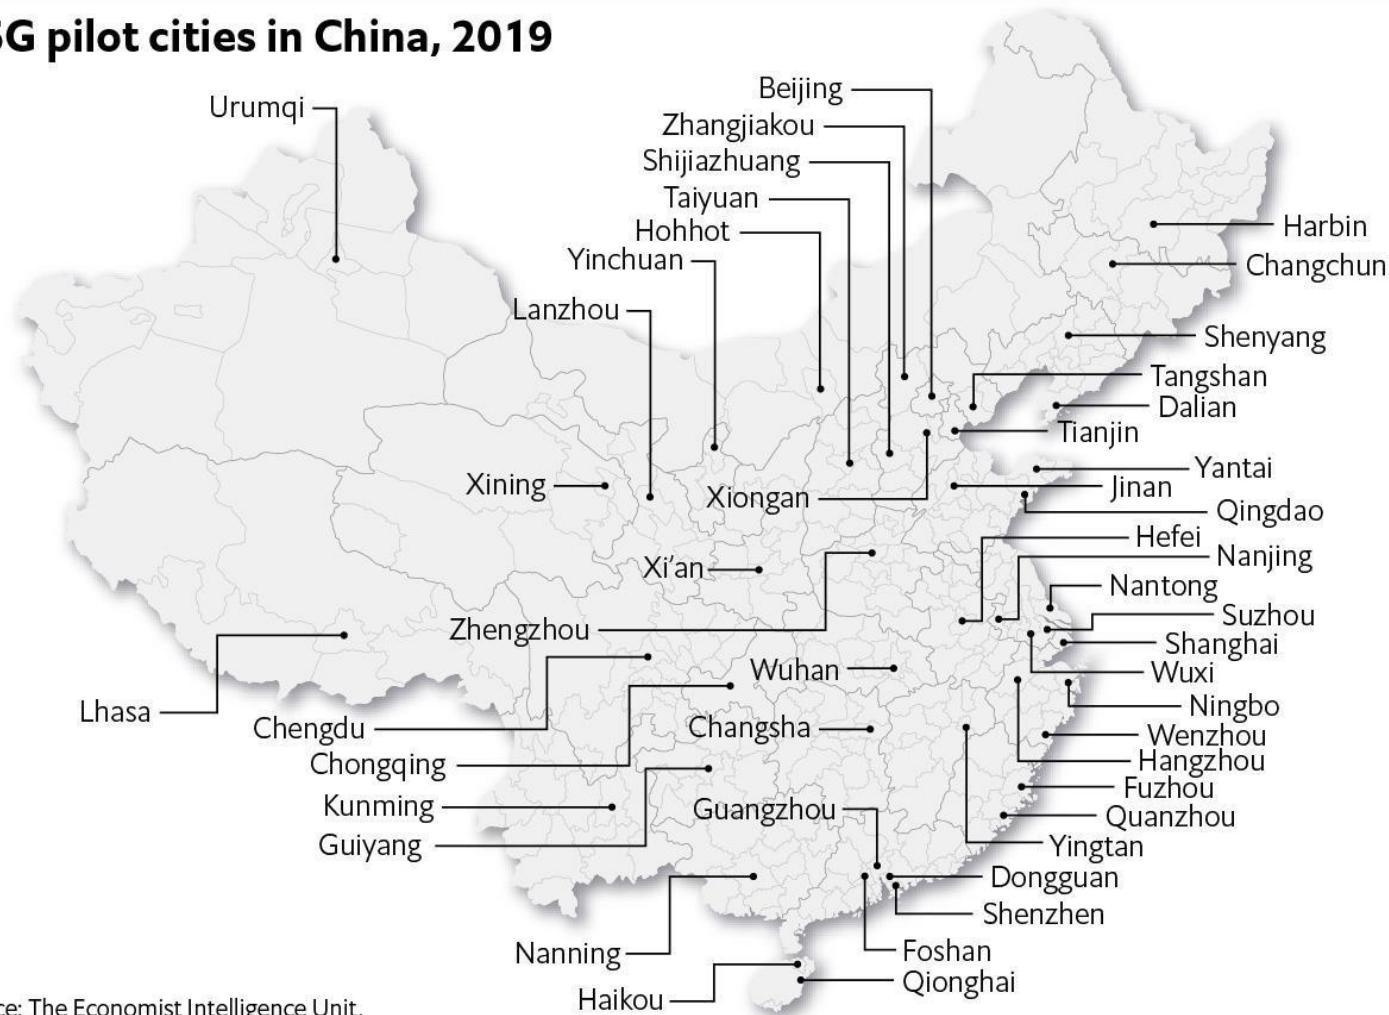 5G pilot cities in China, 2019
Urumqi
Beijing
Zhangjiakou
Shijiazhuang
Taiyuan
Hohhot
Yinchuan
Lanzhou
Harbin
Changchun
Shenyang
Tangshan
Dalian
Tianjin
Yantai
Xining
Xiongan
Jinan
Qingdao
Hefei
Nanjing
Xi'an
Nantong
Suzhou
Zhengzhou
Shanghai
Wuhan
Wuxi
Ningbo
Lhasa
Chengdu
Changsha
Wenzhou
Hangzhou
Chongqing
Fuzhou
Kunming
Guangzhou
Quanzhou
Guiyang
Yingtan
Dongguan
Shenzhen
Nanning
Foshan
Qionghai
Haikou
ce: The Economist Intelligence Unit.